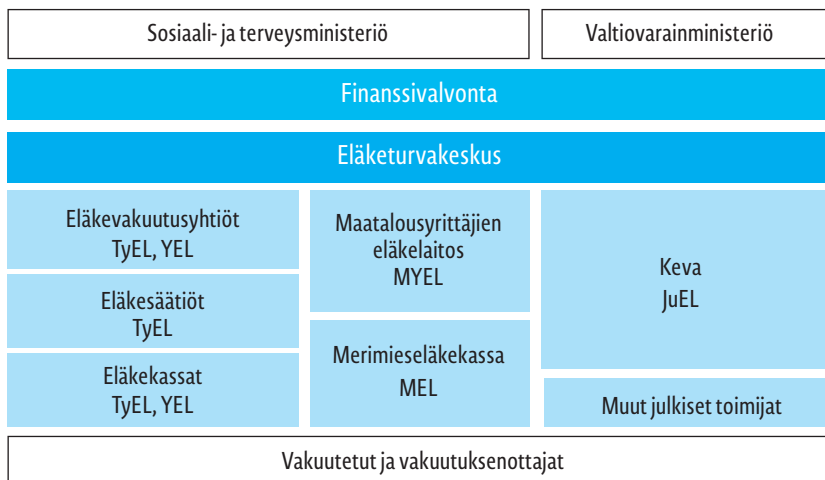 Sosiaali- ja terveysministeriö
Valtiovarainministeriö
Finanssivalvonta
Eläketurvakeskus
Eläkevakuutusyhtiöt
TyEL, YEL
Eläkesäätiöt
TyEL
Eläkekassat
TyEL, YEL
Maatalousyrittäjien
eläkelaitos
MYEL
Merimieseläkekassa
MEL
Keva
JuEL
Muut julkiset toimijat
Vakuutetut ja vakuutuksenottajat